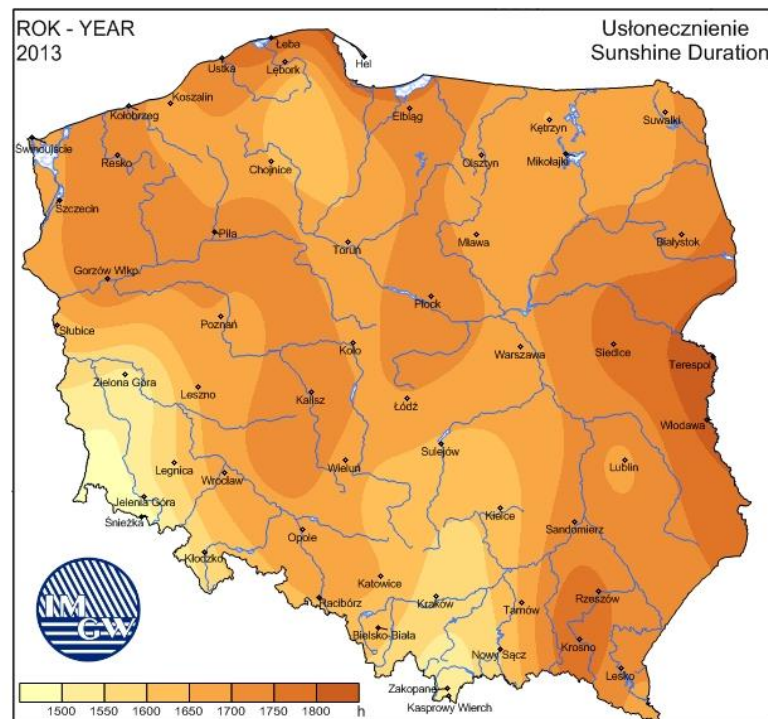 ROK - YEAR
2013
Usłonecznienie
Sunshine Duration
Łeba
Ustka
Lębork
Hel
Koszalin
Kołobrzeg
Elbląg
Kętrzyn
Suwałki
Świnoujście
Resko
Chojnice
Olsztyn
Mikołajki
Szczecin
Piła
Toruń
Mława
Białystok
Gorzów Wlkp.
Płock
Słubice
Poznań
Koło
Warszawa
Siedlce
Terespol
Zielona Góra
Leszno
Kalisz
Łódź
Włodawa
Sulejów
Legnica
Wrocław
Wieluń
Lublin
Jelenia Góra
Śnieżka
Kielce
Sandomierz
Opole
Kłodzko
Katowice
Racibórz
Kraków
Tarnów
Rzeszów
Bielsko-Biała
Nowy Sącz
Krosno
Lesko
Zakopane
Kasprowy Wierch
IM
GW
1500 1550 1600 1650 1700 1750 1800 h